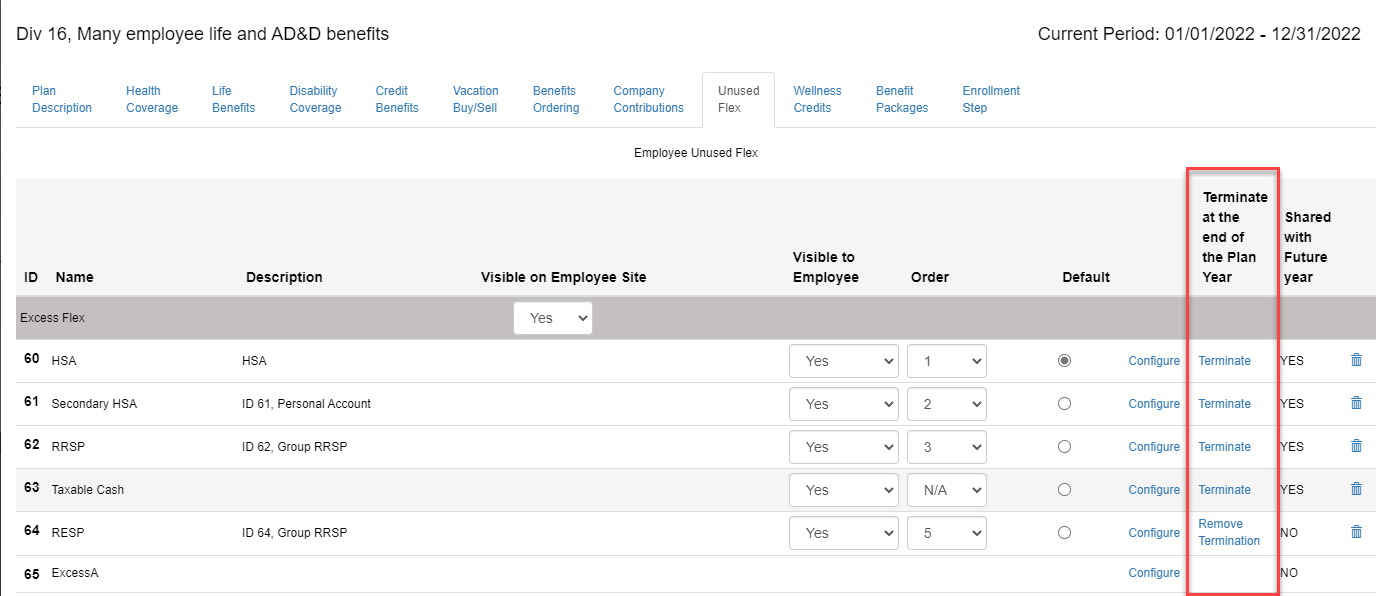 Div 16, Many employee life and AD&D benefits
Current Period: 01/01/2022 - 12/31/2022
Plan Description
Health Coverage
Life Benefits
Disability Coverage
Credit Benefits
Vacation Buy/Sell
Benefits Ordering
Company Contributions
Unused Flex
Wellness Credits
Benefit Packages
Enrollment Step
Employee Unused Flex
ID Name Description Visible on Employee Site Visible to Employee Order Default Terminate at the end of the Plan Year Shared with Future year
Excess Flex Yes
60 HSA HSA Yes 1 Configure Terminate YES
61 Secondary HSA ID 61, Personal Account Yes 2 Configure Terminate YES
62 RRSP ID 62, Group RRSP Yes 3 Configure Terminate YES
63 Taxable Cash Yes N/A Configure Terminate YES
64 RESP ID 64, Group RRSP Yes 5 Configure Remove Termination NO
65 ExcessA Configure NO